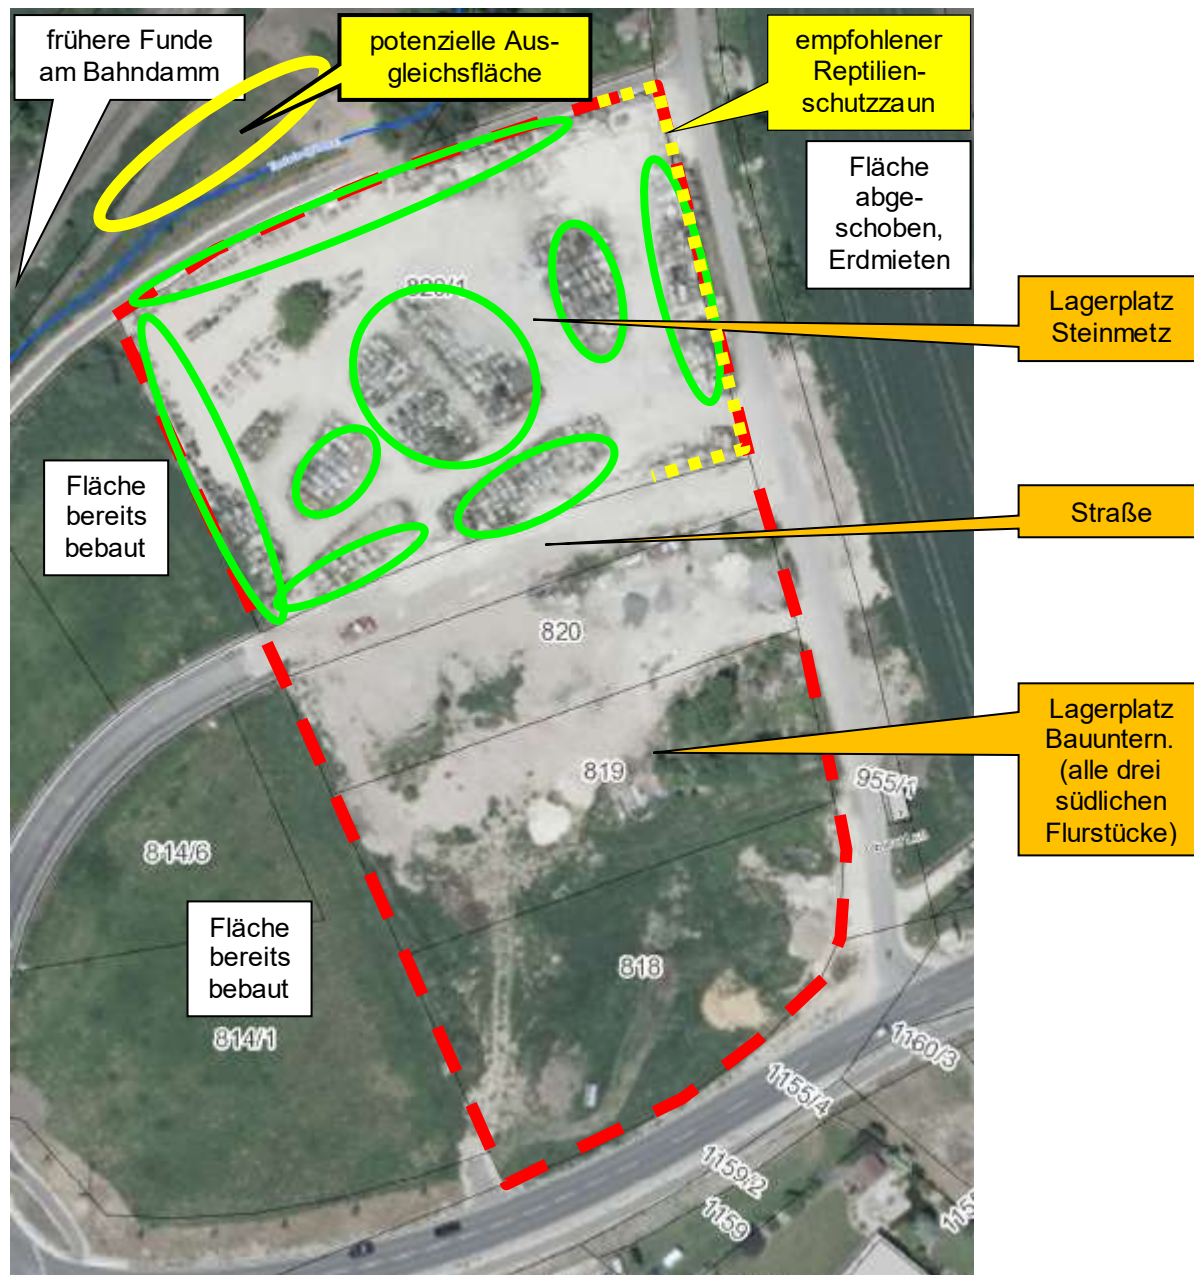 frühere Funde
am Bahndamm
potenzielle Aus-
gleichsfläche
empfohlener
Reptilien-
schutzzaun
Fläche
abge-
schoben,
Erdmieten
Lagerplatz
Steinmetz
820/1
Fläche
bereits
bebaut
Straße
820
Lagerplatz
Bauuntern.
(alle drei
südlichen
Flurstücke)
819
955/1
814/6
Fläche
bereits
bebaut
818
814/1
1160/3
1155/4
1159/2
1159